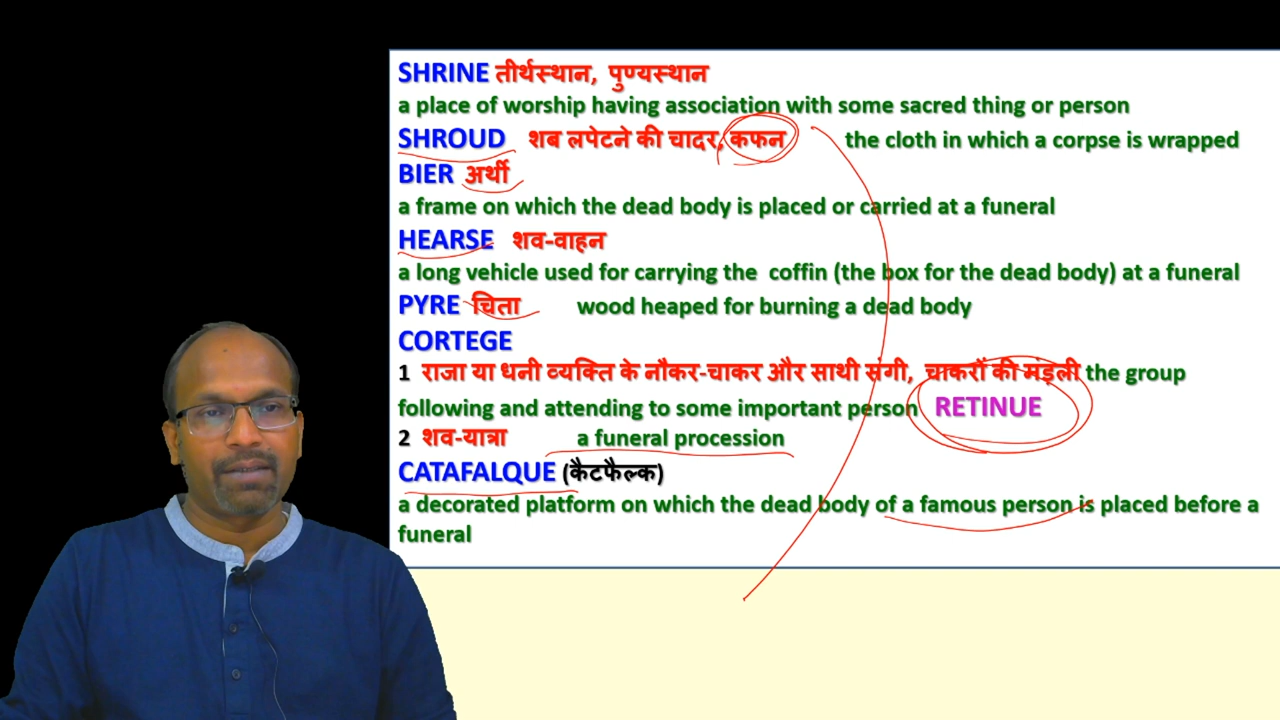 SHRINE तीर्थस्थान, पुण्यस्थान
a place of worship having association with some sacred thing or person
SHROUD शब लपेटने की चादर, कफन the cloth in which a corpse is wrapped
BIER अर्थी
a frame on which the dead body is placed or carried at a funeral
HEARSE शव-वाहन
a long vehicle used for carrying the coffin (the box for the dead body) at a funeral
PYRE चिता wood heaped for burning a dead body
CORTEGE
1 राजा या धनी व्यक्ति के नौकर-चाकर और साथी संगी, चाकरों की मंड़ली the group
following and attending to some important person RETINUE
2 शव-यात्रा a funeral procession
CATAFALQUE (कैटफैल्क)
a decorated platform on which the dead body of a famous person is placed before a
funeral